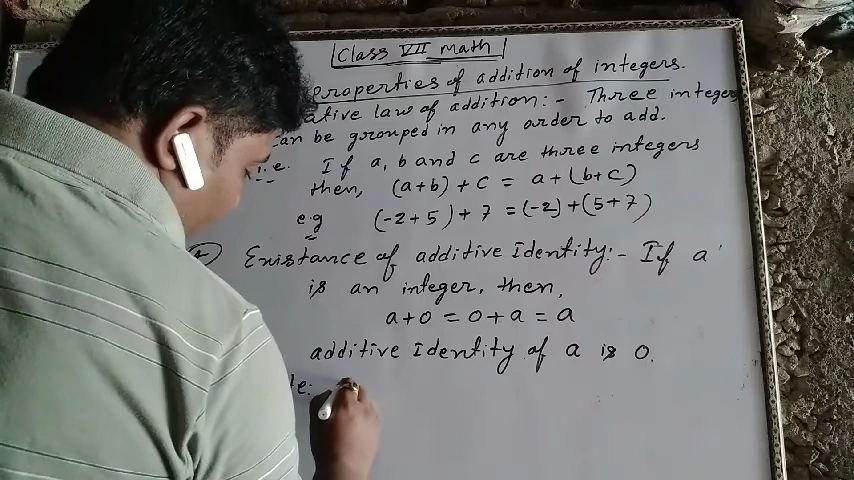 Class VII Math
properties of addition of integers.
ative law of addition:- Three integers
can be grouped in any order to add.
i.e. If a, b and c are three integers
then, (a+b) + c = a+(b+c)
e.g (-2+5)+7 = (-2)+(5+7)
Existance of additive Identity:- If a
is an integer, then,
a+0 = 0+a = a
additive Identity of a is 0.
te: